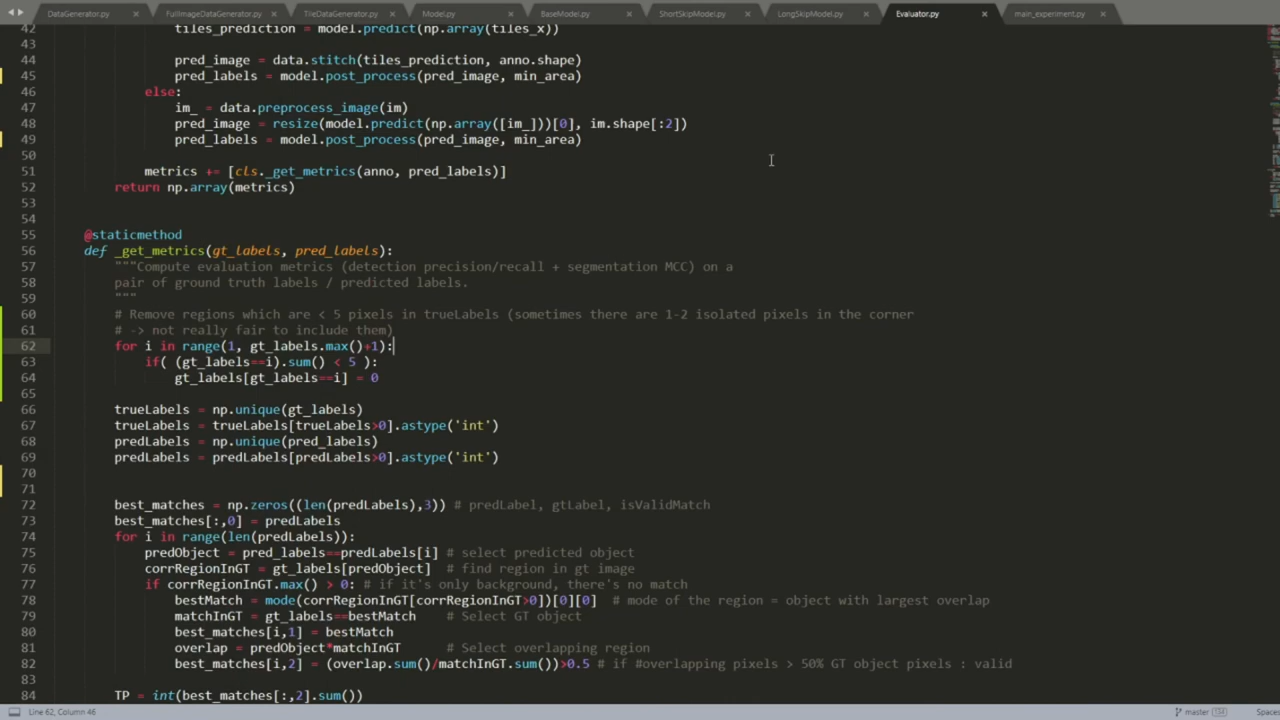 DataGenerator.py × FullImageDataGenerator.py × TileDataGenerator.py × Model.py × BaseModel.py × ShortSkipModel.py × LongSkipModel.py × Evaluator.py × main_experiment.py ×
42 tiles_prediction = model.predict(np.array(tiles_x))
43
44 pred_image = data.stitch(tiles_prediction, anno.shape)
45 pred_labels = model.post_process(pred_image, min_area)
46 else:
47 im_ = data.preprocess_image(im)
48 pred_image = resize(model.predict(np.array([im_]))[0], im.shape[:2])
49 pred_labels = model.post_process(pred_image, min_area)
50
51 metrics += [cls._get_metrics(anno, pred_labels)]
52 return np.array(metrics)
53
54
55 @staticmethod
56 def _get_metrics(gt_labels, pred_labels):
57 """Compute evaluation metrics (detection precision/recall + segmentation MCC) on a
58 pair of ground truth labels / predicted labels.
59 """
60 # Remove regions which are < 5 pixels in trueLabels (sometimes there are 1-2 isolated pixels in the corner
61 # -> not really fair to include them)
62 for i in range(1, gt_labels.max()+1):
63 if( (gt_labels==i).sum() < 5 ):
64 gt_labels[gt_labels==i] = 0
65
66 trueLabels = np.unique(gt_labels)
67 trueLabels = trueLabels[trueLabels>0].astype('int')
68 predLabels = np.unique(pred_labels)
69 predLabels = predLabels[predLabels>0].astype('int')
70
71
72 best_matches = np.zeros((len(predLabels),3)) # predLabel, gtLabel, isValidMatch
73 best_matches[:,0] = predLabels
74 for i in range(len(predLabels)):
75 predObject = pred_labels==predLabels[i] # select predicted object
76 corrRegionInGT = gt_labels[predObject] # find region in gt image
77 if corrRegionInGT.max() > 0: # if it's only background, there's no match
78 bestMatch = mode(corrRegionInGT[corrRegionInGT>0])[0][0] # mode of the region = object with largest overlap
79 matchInGT = gt_labels==bestMatch # Select GT object
80 best_matches[i,1] = bestMatch
81 overlap = predObject*matchInGT # Select overlapping region
82 best_matches[i,2] = (overlap.sum()/matchInGT.sum())>0.5 # if #overlapping pixels > 50% GT object pixels : valid
83
84 TP = int(best_matches[:,2].sum())
Line 62, Column 46 master Spaces